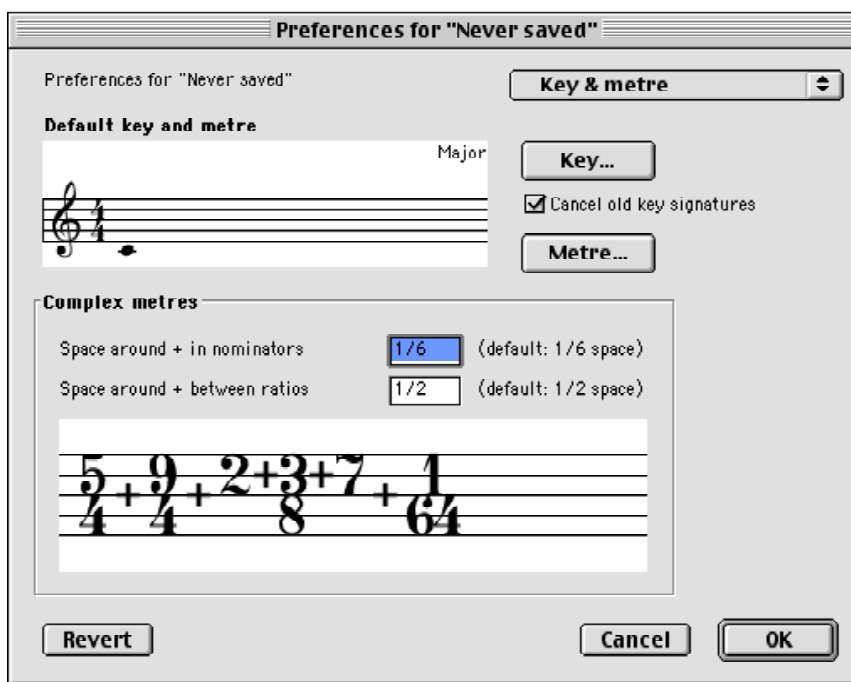 Preferences for "Never saved"
Preferences for "Never saved"
Key & metre
Default key and metre
Major
Key...
4
4
Cancel old key signatures
Metre...
Complex metres
Space around + in nominators 1/6 (default: 1/6 space)
Space around + between ratios 1/2 (default: 1/2 space)
5 + 9 + 2+3+7 + 1
4 4 8 64
Revert
Cancel
OK